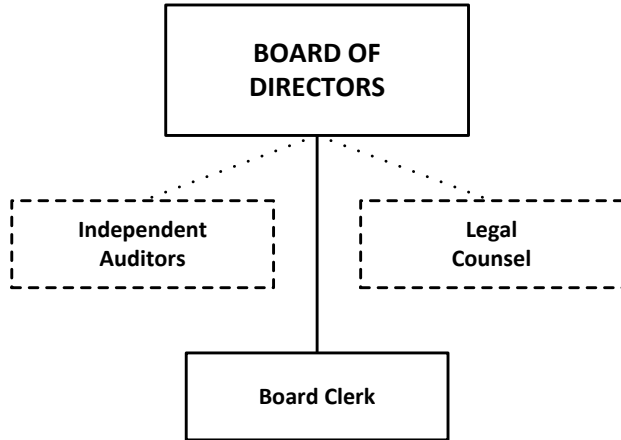 BOARD OF
DIRECTORS
Independent
Auditors
Legal
Counsel
Board Clerk